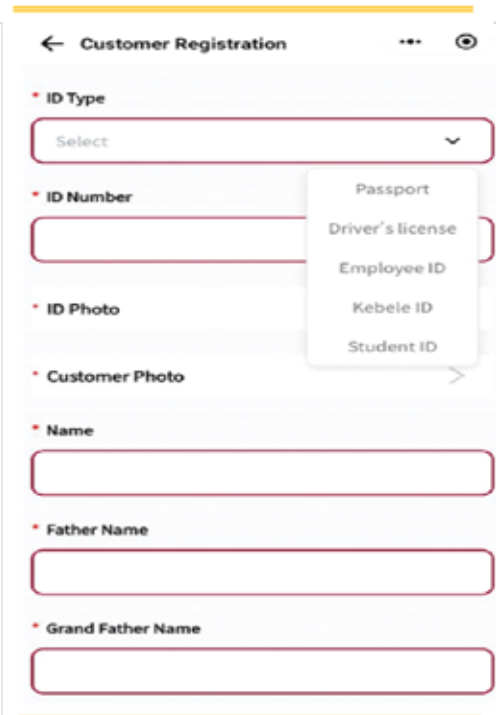 Customer Registration
* ID Type
Select
* ID Number
Passport
Driver's license
Employee ID
Kebele ID
Student ID
* ID Photo
* Customer Photo
* Name
* Father Name
* Grand Father Name